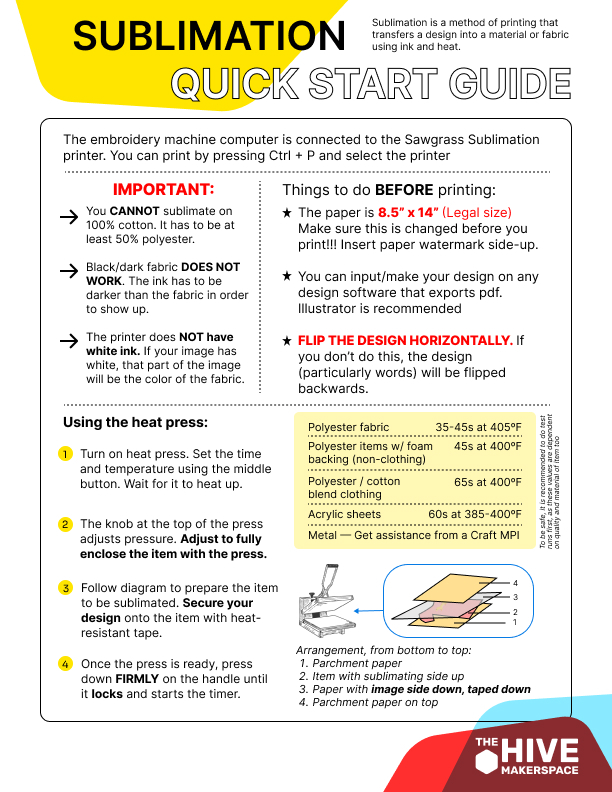 SUBLIMATION
Sublimation is a method of printing that
transfers a design into a material or fabric
using ink and heat.
QUICK START GUIDE
The embroidery machine computer is connected to the Sawgrass Sublimation
printer. You can print by pressing Ctrl + P and select the printer
IMPORTANT:
You CANNOT sublimate on
100% cotton. It has to be at
least 50% polyester.
Black/dark fabric DOES NOT
WORK. The ink has to be
darker than the fabric in order
to show up.
The printer does NOT have
white ink. If your image has
white, that part of the image
will be the color of the fabric.
Things to do BEFORE printing:
★ The paper is 8.5” x 14” (Legal size)
Make sure this is changed before you
print!!! Insert paper watermark side-up.
★ You can input/make your design on any
design software that exports pdf.
Illustrator is recommended
★ FLIP THE DESIGN HORIZONTALLY. If
you don’t do this, the design
(particularly words) will be flipped
backwards.
Using the heat press:
1 Turn on heat press. Set the time
and temperature using the middle
button. Wait for it to heat up.
2 The knob at the top of the press
adjusts pressure. Adjust to fully
enclose the item with the press.
3 Follow diagram to prepare the item
to be sublimated. Secure your
design onto the item with heat-
resistant tape.
4 Once the press is ready, press
down FIRMLY on the handle until
it locks and starts the timer.
Polyester fabric 35-45s at 405ºF
Polyester items w/ foam 45s at 400ºF
backing (non-clothing)
Polyester / cotton 65s at 400ºF
blend clothing
Acrylic sheets 60s at 385-400ºF
Metal — Get assistance from a Craft MPI
To be safe, it is recommended to do test
runs first, as these values are dependent
on quality and material of item too
4
3
2
1
Arrangement, from bottom to top:
1. Parchment paper
2. Item with sublimating side up
3. Paper with image side down, taped down
4. Parchment paper on top
THE HIVE
MAKERSPACE